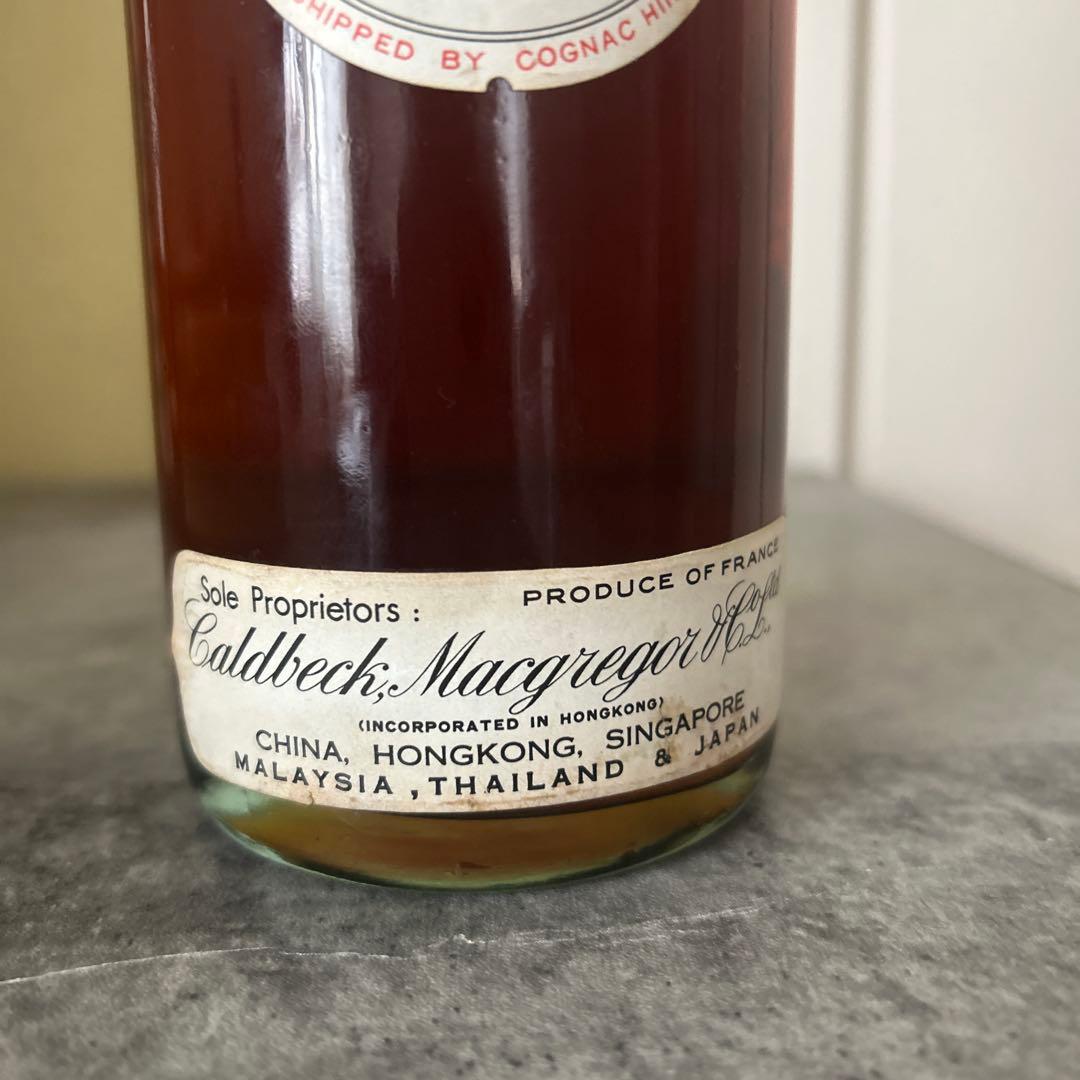 SHIPPED BY COGNAC
Sole Proprietors :
PRODUCE OF FRANCE
Caldbeck, Macgregor & Co., Ltd.
(INCORPORATED IN HONGKONG)
CHINA, HONGKONG, SINGAPORE
MALAYSIA , THAILAND & JAPAN